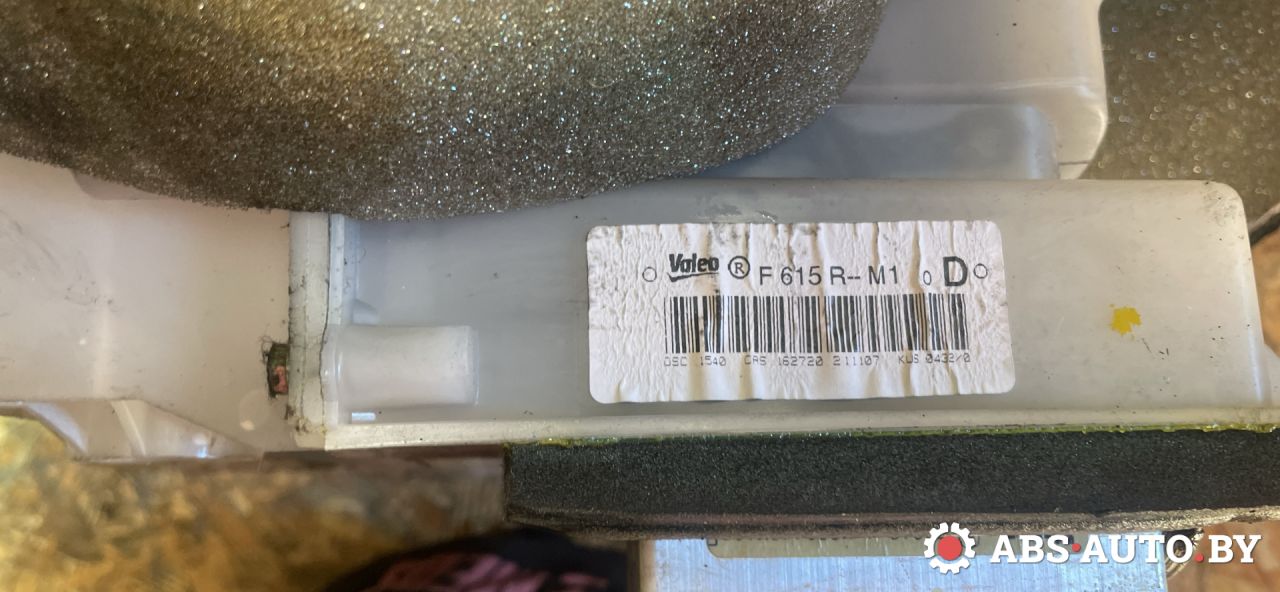 Valeo ® F 615 R-- M1 0 D
DSC 1540 CRS 162720 211107 KUS 0432/0
ABS·AUTO.BY